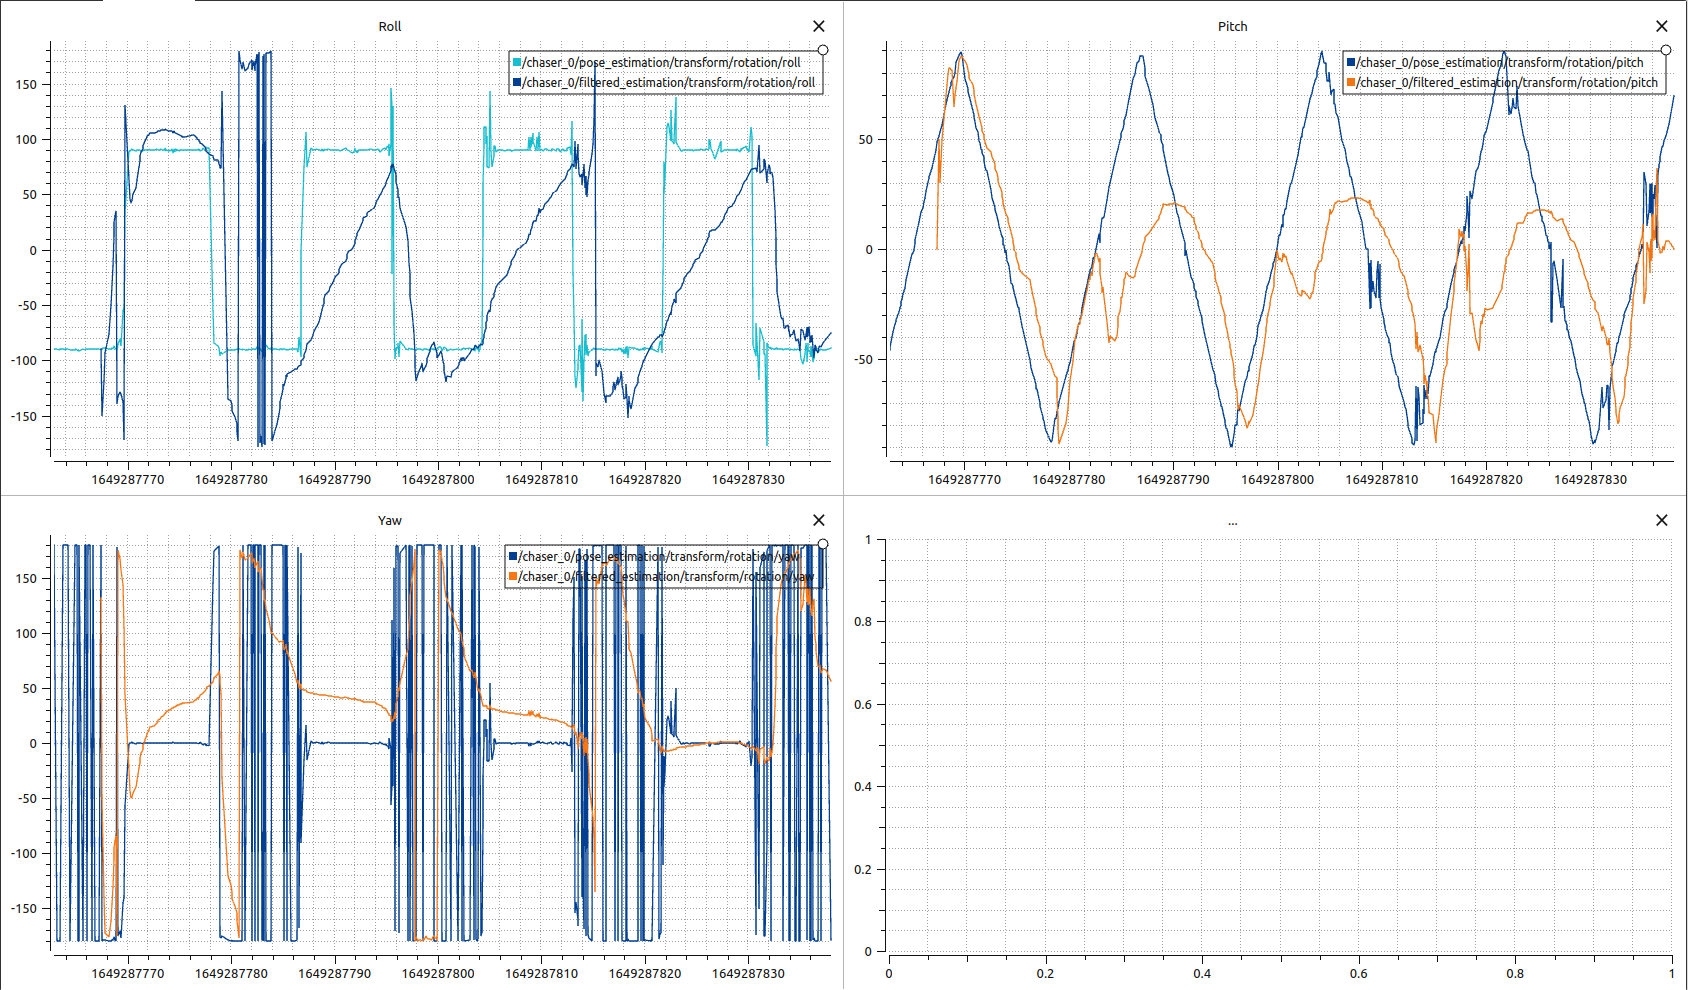 Roll
/chaser_0/pose_estimation/transform/rotation/roll
/chaser_0/filtered_estimation/transform/rotation/roll
150
100
50
0
-50
-100
-150
1649287770 1649287780 1649287790 1649287800 1649287810 1649287820 1649287830
Pitch
/chaser_0/pose_estimation/transform/rotation/pitch
/chaser_0/filtered_estimation/transform/rotation/pitch
50
0
-50
1649287770 1649287780 1649287790 1649287800 1649287810 1649287820 1649287830
Yaw
/chaser_0/pose_estimation/transform/rotation/yaw
/chaser_0/filtered_estimation/transform/rotation/yaw
150
100
50
0
-50
-100
-150
1649287770 1649287780 1649287790 1649287800 1649287810 1649287820 1649287830
...
1
0.8
0.6
0.4
0.2
0
0 0.2 0.4 0.6 0.8 1